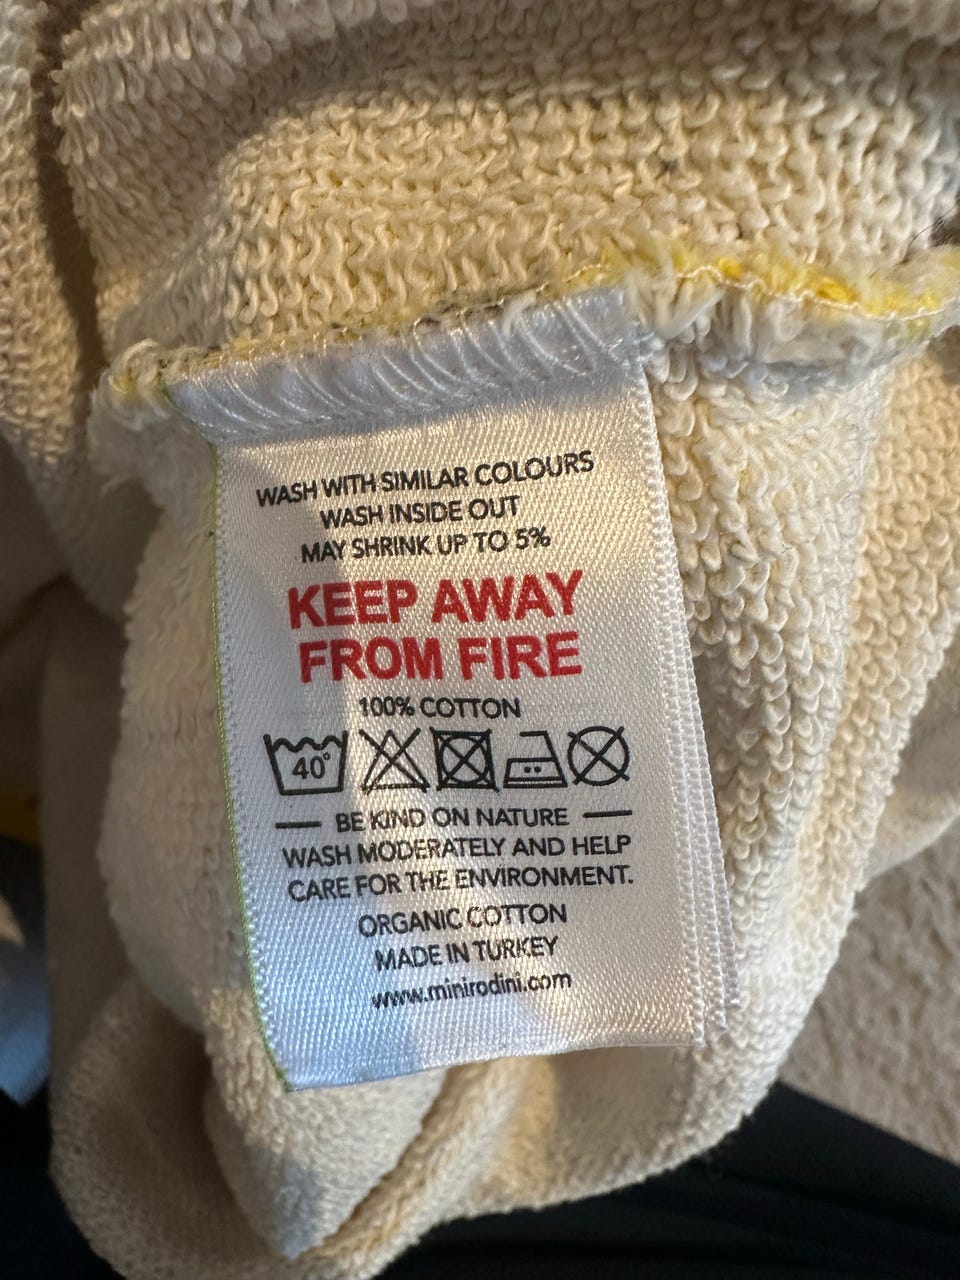 WASH WITH SIMILAR COLOURS
WASH INSIDE OUT
MAY SHRINK UP TO 5%
KEEP AWAY
FROM FIRE
100% COTTON
40°
BE KIND ON NATURE
WASH MODERATELY AND HELP
CARE FOR THE ENVIRONMENT.
ORGANIC COTTON
MADE IN TURKEY
www.minirodini.com